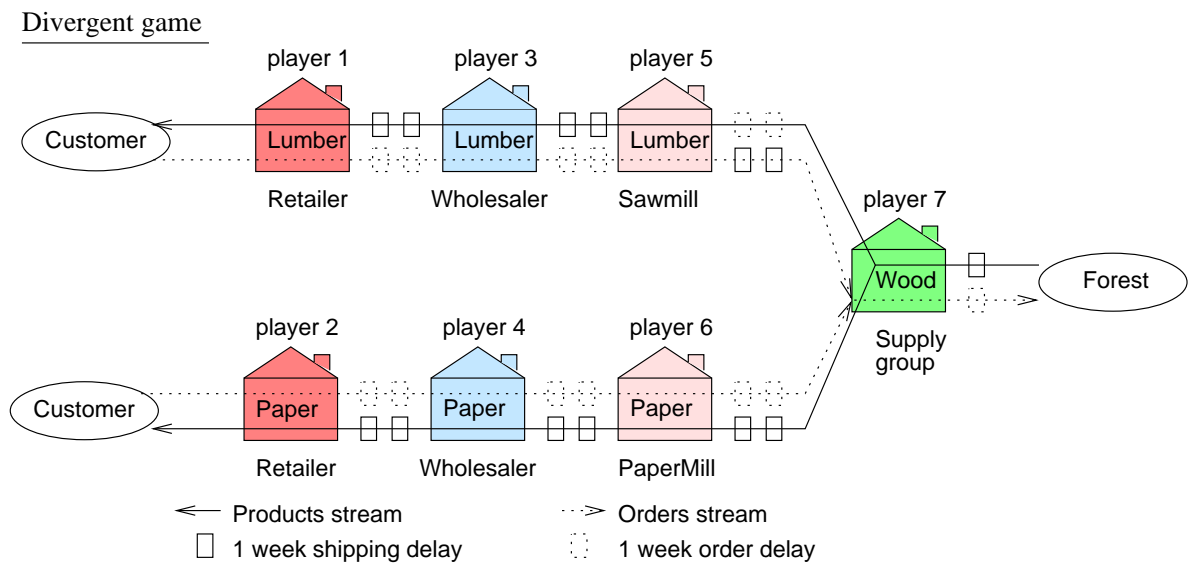 Divergent game
player 1
player 3
player 5
Customer
Lumber
Lumber
Lumber
Retailer
Wholesaler
Sawmill
player 7
Wood
Forest
Supply
group
player 2
player 4
player 6
Customer
Paper
Paper
Paper
Retailer
Wholesaler
PaperMill
Products stream
Orders stream
1 week shipping delay
1 week order delay